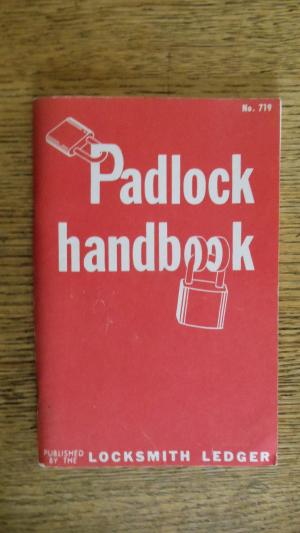 No. 719
Padlock
handbook
PUBLISHED
BY THE
LOCKSMITH LEDGER